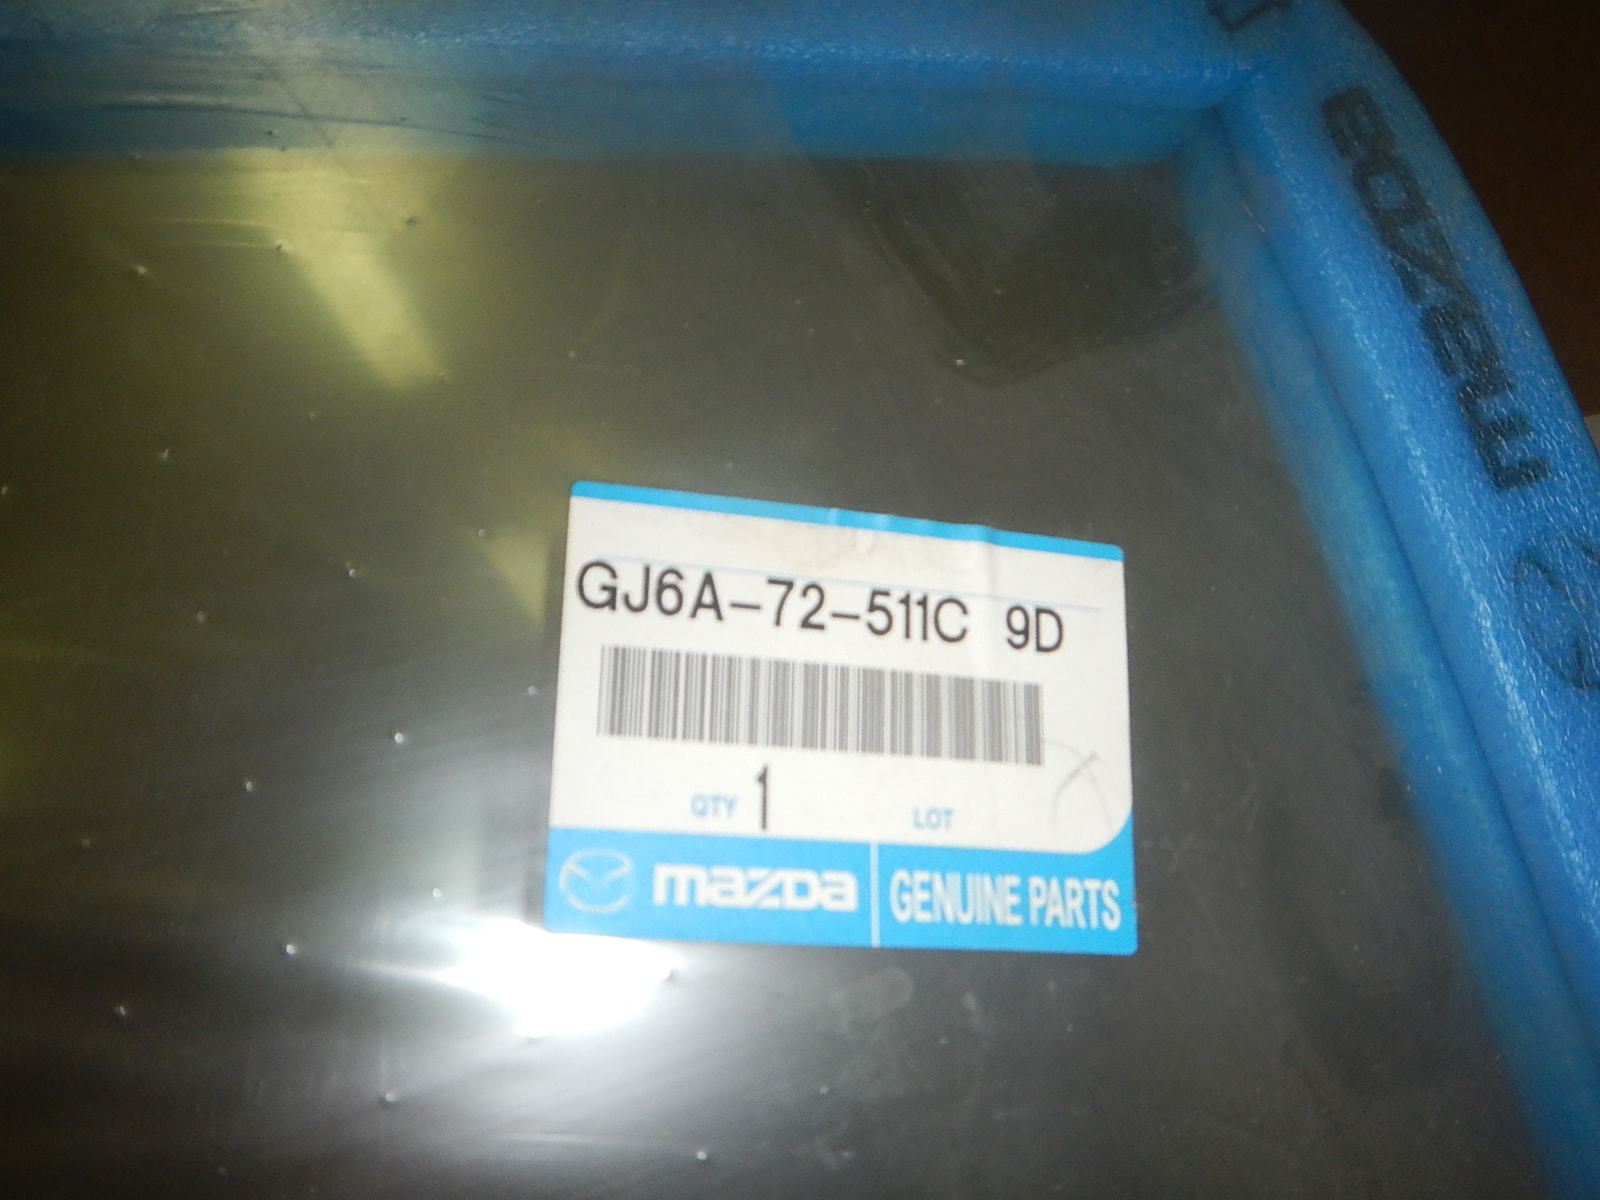 GJ6A-72-511C 9D
QTY 1
LOT
mazda
GENUINE PARTS